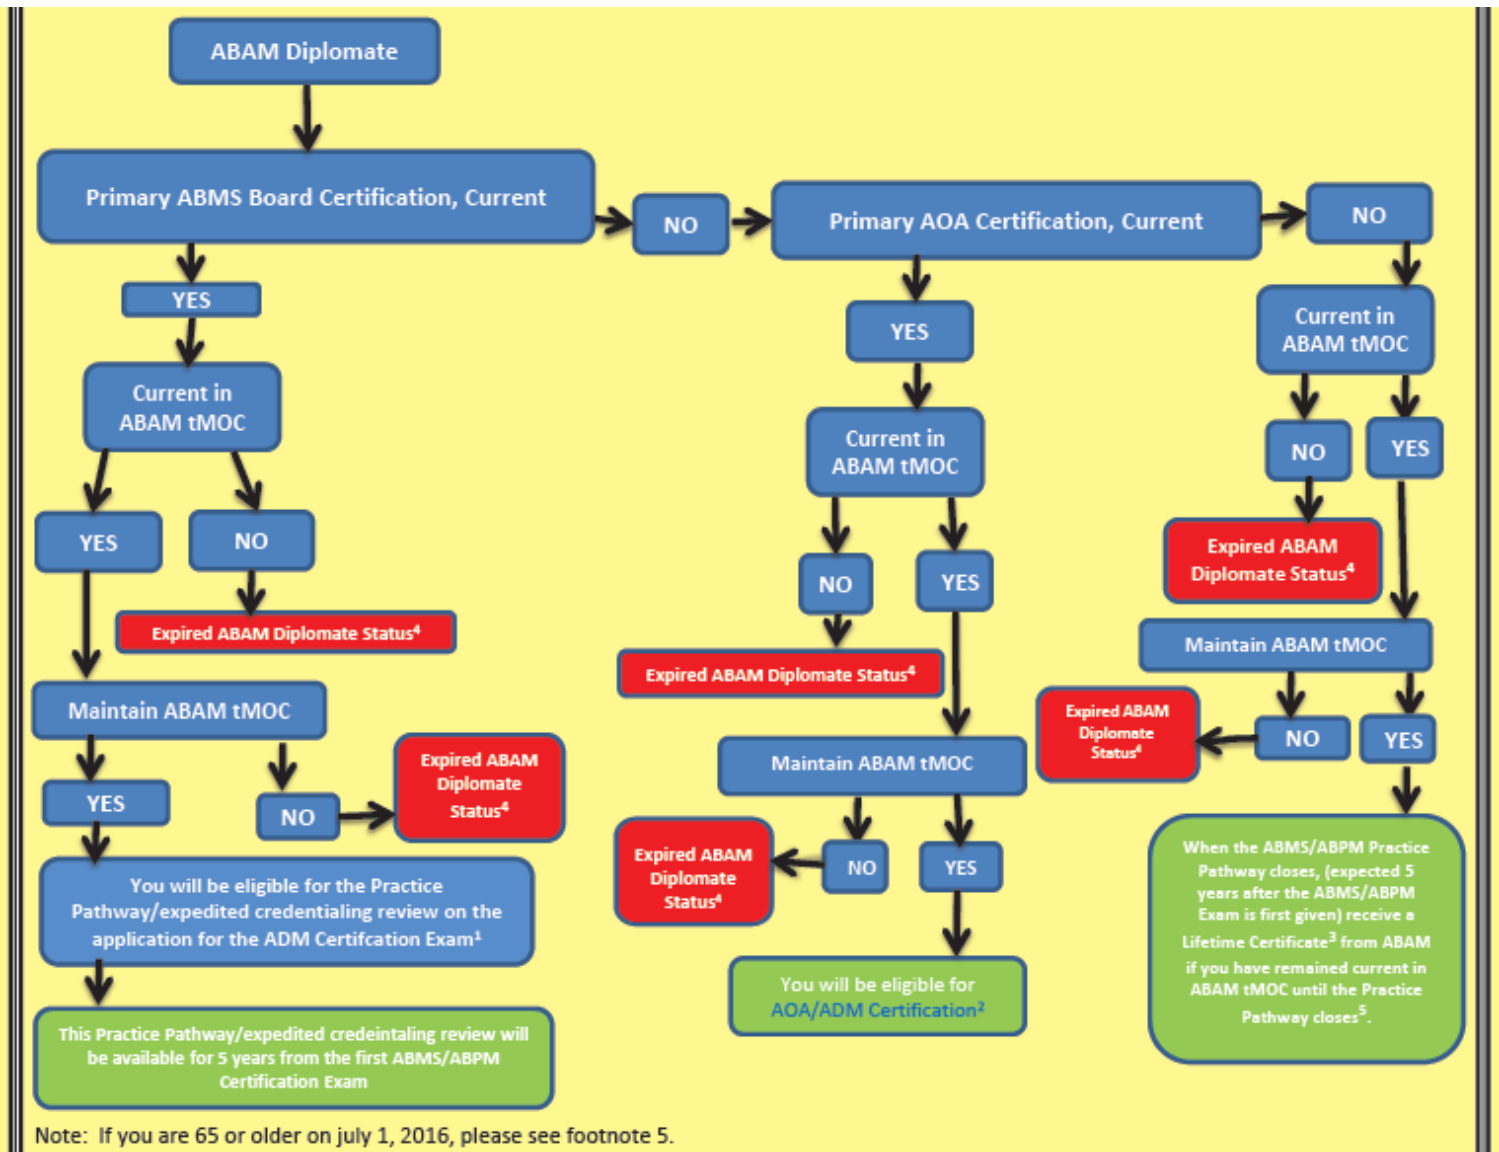 ABAM Diplomate
Primary ABMS Board Certification, Current
NO
Primary AOA Certification, Current
NO
YES
Current in
ABAM tMOC
YES
NO
Expired ABAM Diplomate Status⁴
Maintain ABAM tMOC
YES
NO
Expired ABAM
Diplomate
Status⁴
You will be eligible for the Practice
Pathway/expedited credentialing review on the
application for the ADM Certifcation Exam¹
This Practice Pathway/expedited credeintaling review will
be available for 5 years from the first ABMS/ABPM
Certification Exam
YES
Current in
ABAM tMOC
NO
YES
Expired ABAM Diplomate Status⁴
Maintain ABAM tMOC
Expired ABAM
Diplomate
Status⁴
NO
YES
You will be eligible for
AOA/ADM Certification²
Current in
ABAM tMOC
NO
YES
Expired ABAM
Diplomate Status⁴
Maintain ABAM tMOC
Expired ABAM
Diplomate
Status⁴
NO
YES
When the ABMS/ABPM Practice
Pathway closes, (expected 5
years after the ABMS/ABPM
Exam is first given) receive a
Lifetime Certificate³ from ABAM
if you have remained current in
ABAM tMOC until the Practice
Pathway closes⁵.
Note: If you are 65 or older on july 1, 2016, please see footnote 5.